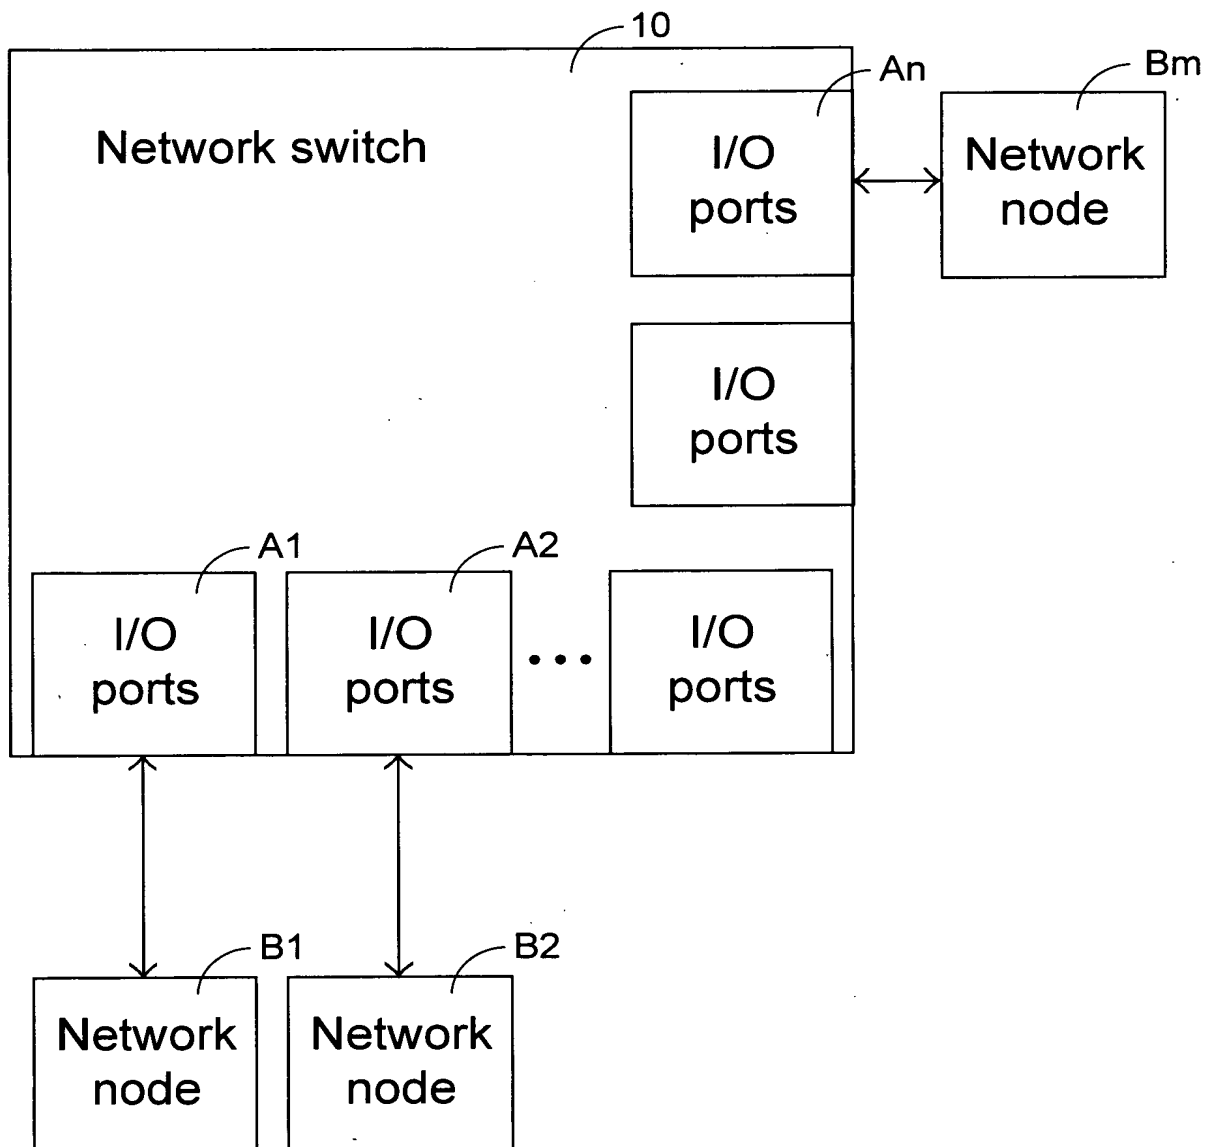 10
An
Bm
Network switch
I/O
ports
Network
node
I/O
ports
A1
A2
I/O
ports
I/O
ports
I/O
ports
B1
B2
Network
node
Network
node